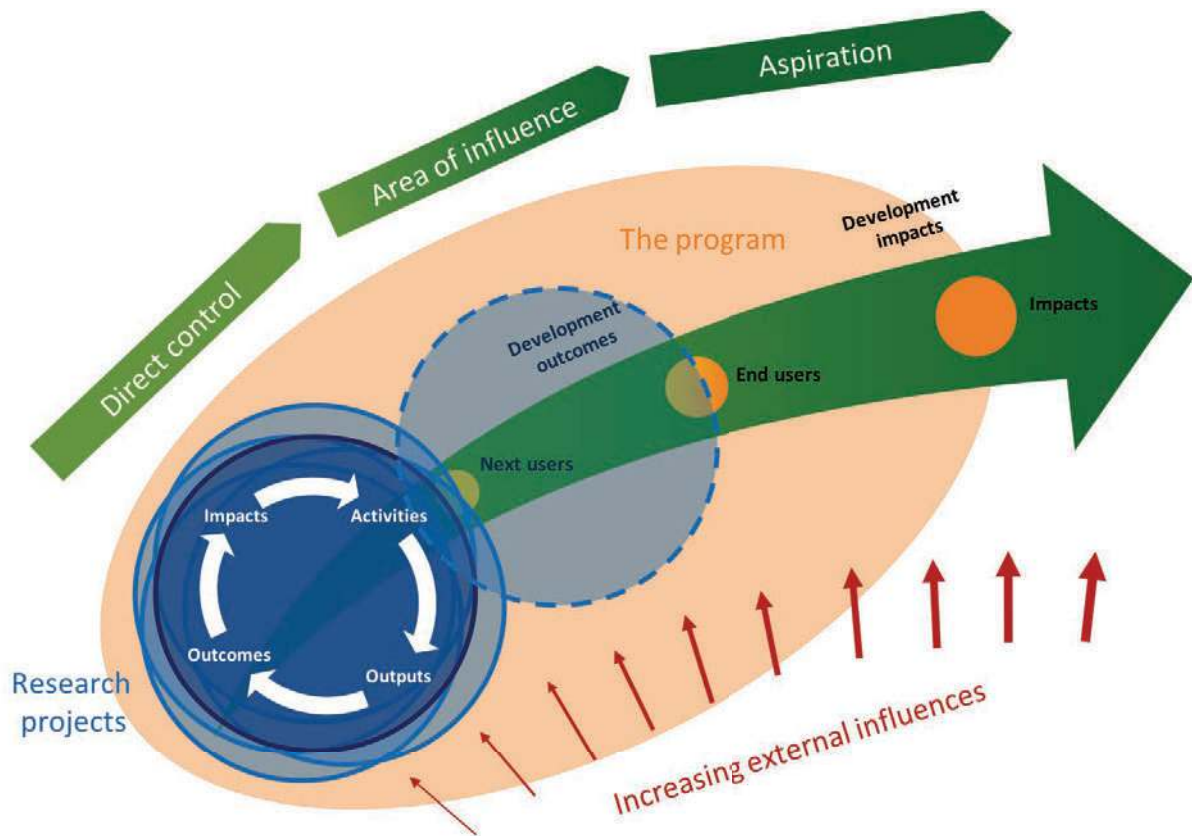 Aspiration
Area of influence
Direct control
The program
Development
impacts
Development
outcomes
Impacts
End users
Next users
Impacts
Activities
Outcomes
Outputs
Research
projects
Increasing external influences